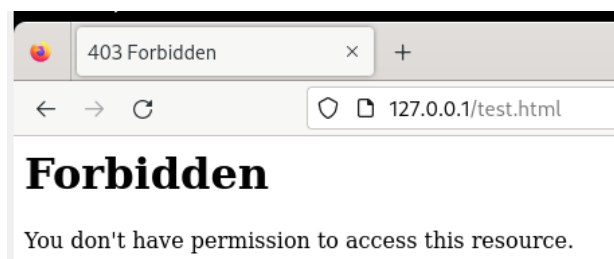 403 Forbidden
127.0.0.1/test.html
Forbidden
You don't have permission to access this resource.